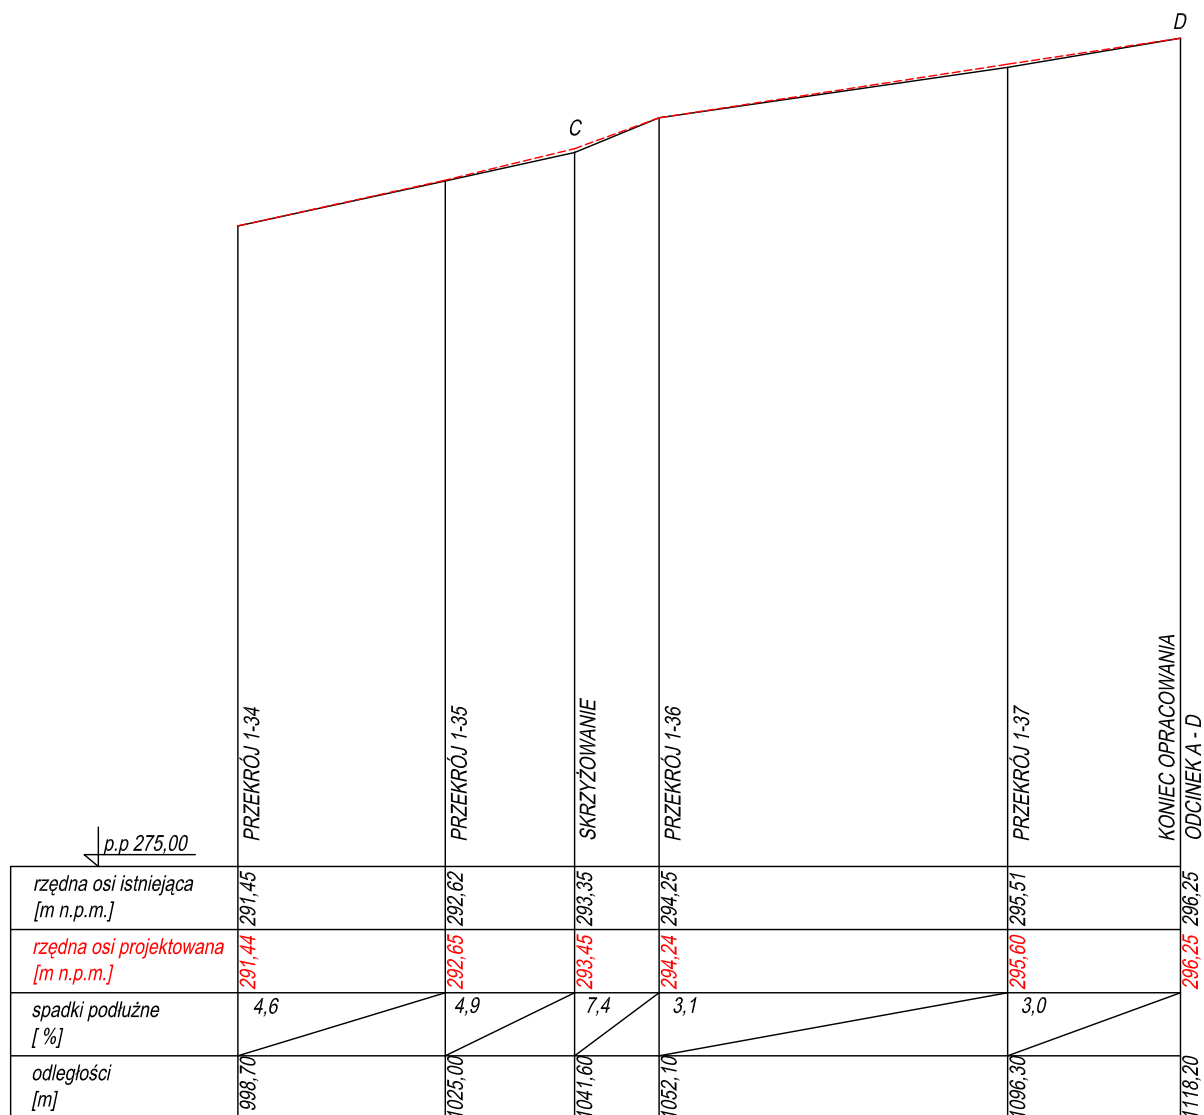 D
C
PRZEKRÓJ 1-34
PRZEKRÓJ 1-35
SKRZYŻOWANIE
PRZEKRÓJ 1-36
PRZEKRÓJ 1-37
KONIEC OPRACOWANIA
ODCINEK A - D
p.p 275,00
rzędna osi istniejąca
[m n.p.m.]
291,45
292,62
293,35
294,25
295,51
296,25
rzędna osi projektowana
[m n.p.m.]
291,44
292,65
293,45
294,24
295,60
296,25
spadki podłużne
[ %]
4,6
4,9
7,4
3,1
3,0
odległości
[m]
998,70
1025,00
1041,60
1052,10
1096,30
1118,20